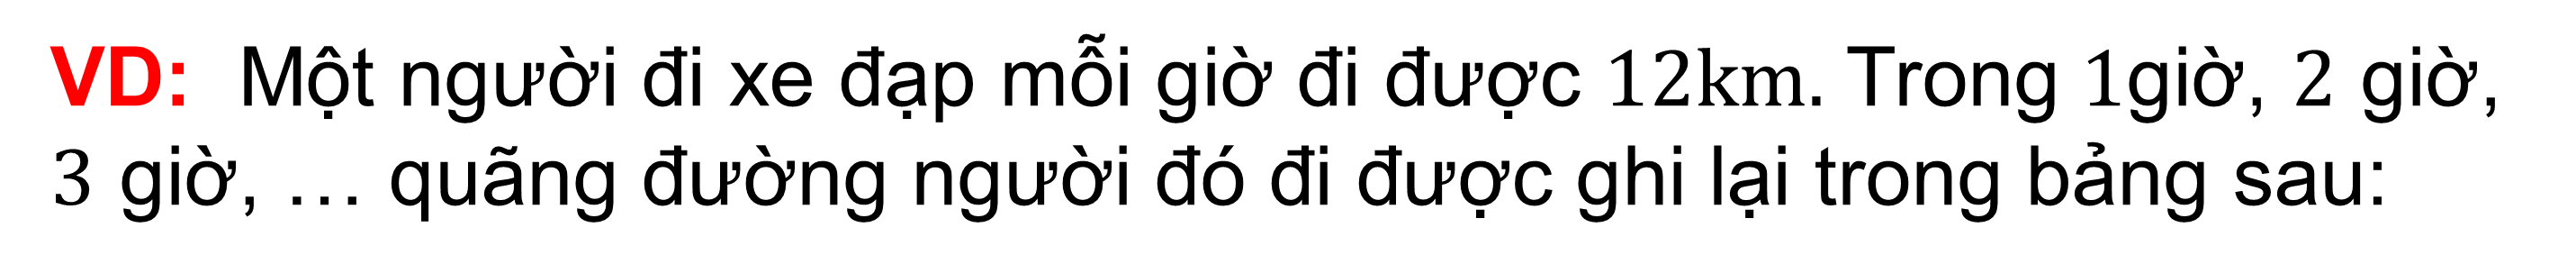 VD: Một người đi xe đạp mỗi giờ đi được 12km. Trong 1giờ, 2 giờ,
3 giờ, … quãng đường người đó đi được ghi lại trong bảng sau: